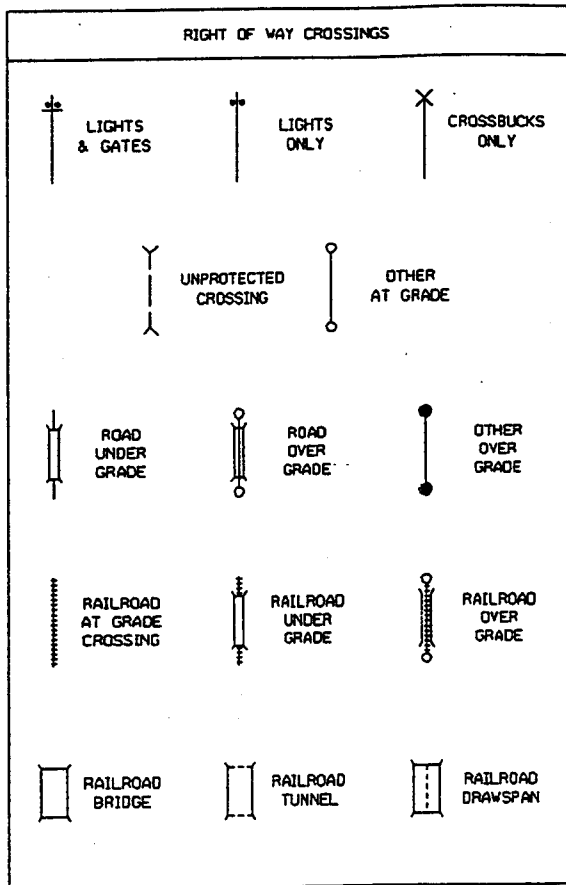 RIGHT OF WAY CROSSINGS
LIGHTS
& GATES
LIGHTS
ONLY
CROSSBUCKS
ONLY
UNPROTECTED
CROSSING
OTHER
AT GRADE
ROAD
UNDER
GRADE
ROAD
OVER
GRADE
OTHER
OVER
GRADE
RAILROAD
AT GRADE
CROSSING
RAILROAD
UNDER
GRADE
RAILROAD
OVER
GRADE
RAILROAD
BRIDGE
RAILROAD
TUNNEL
RAILROAD
DRAWSPAN